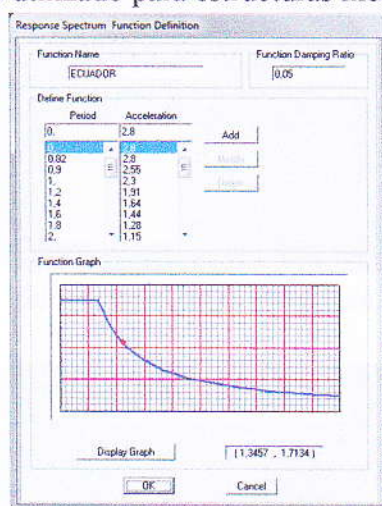 para estructuras
Response Spectrum Function Definition
Function Name
Function Damping Ratio
ECUADOR
0,05
Define Function
Period Acceleration
0. 2.8
Add
0. 2.8
0.82 2.8
Modify
0,9 2.55
1. 2.3
Delete
1.2 1.91
1.4 1.64
1.6 1.44
1.8 1.28
2. 1.15
Function Graph
Display Graph
(1.3457 , 1.7134)
OK
Cancel